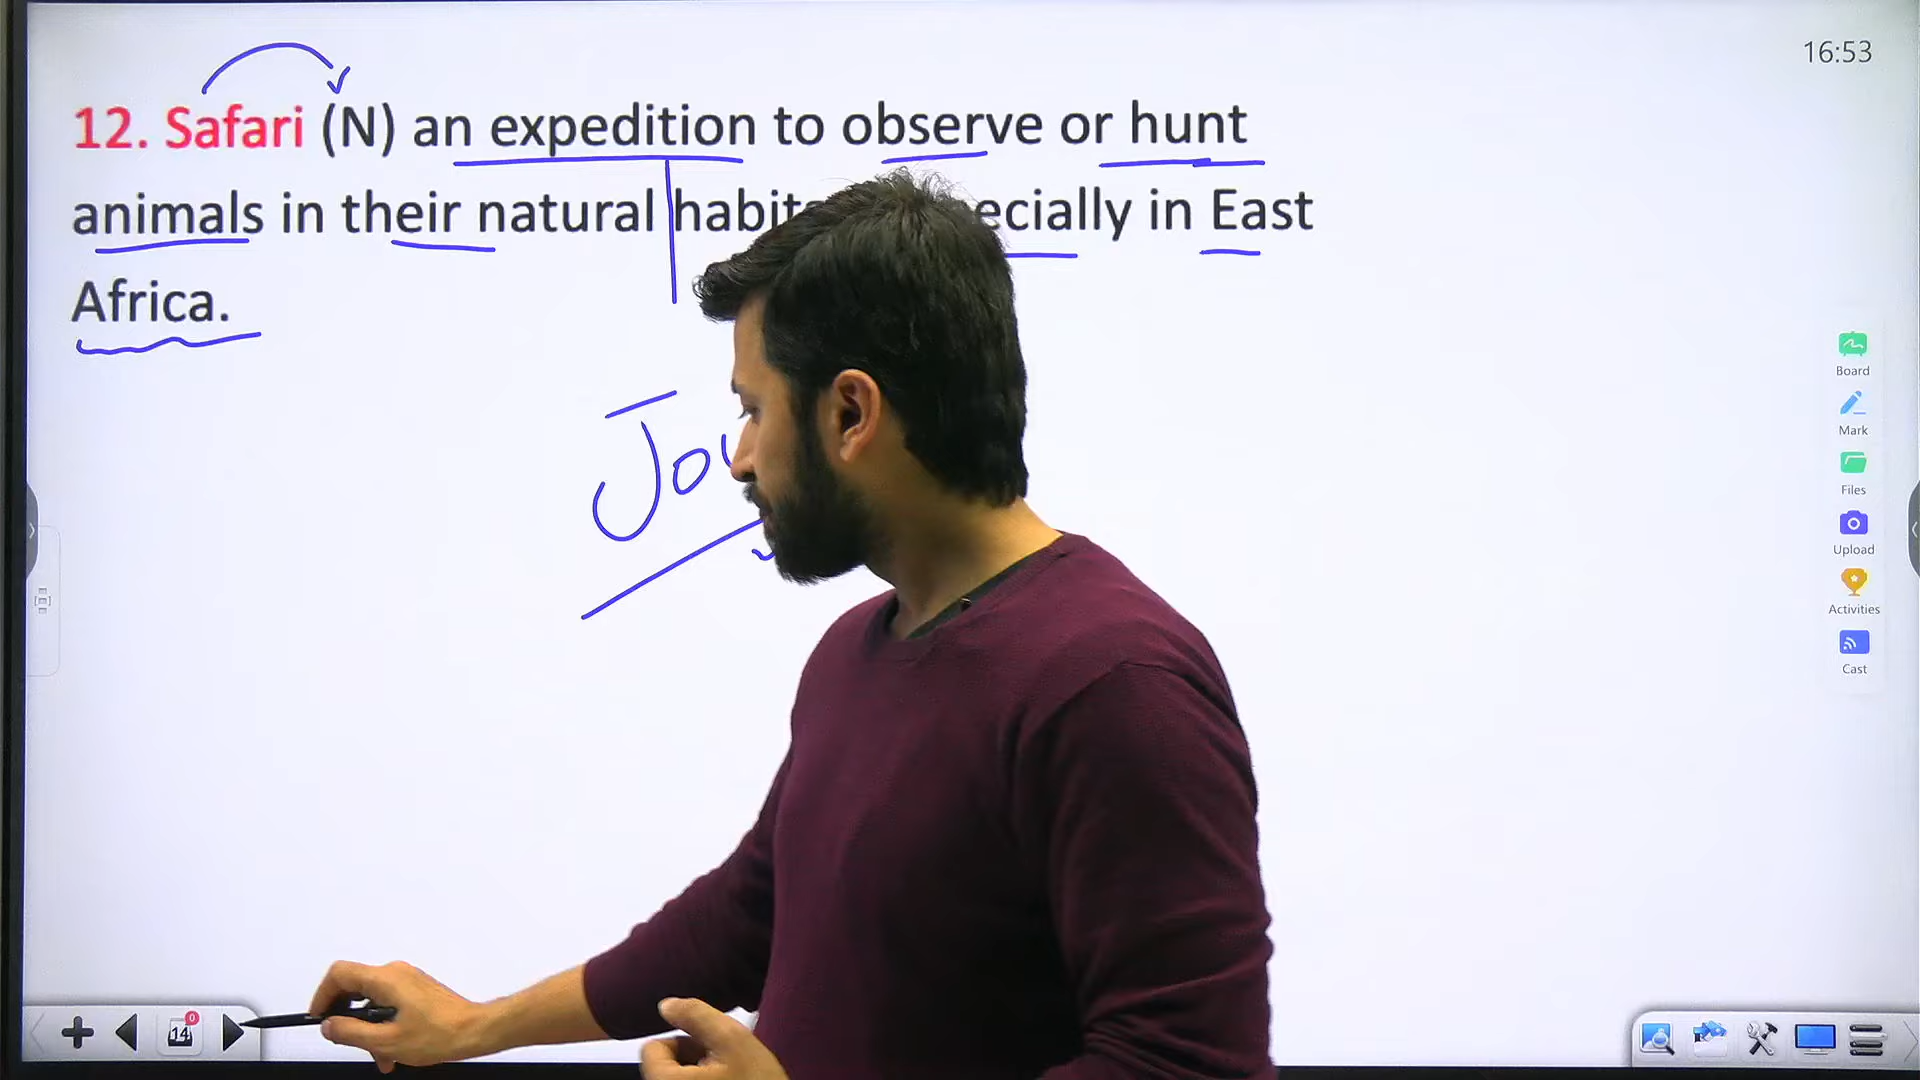 16:53
12. Safari (N) an expedition to observe or hunt
animals in their natural ecially in East
Africa.
Board
Mark
Files
Upload
Activities
Cast
0
14